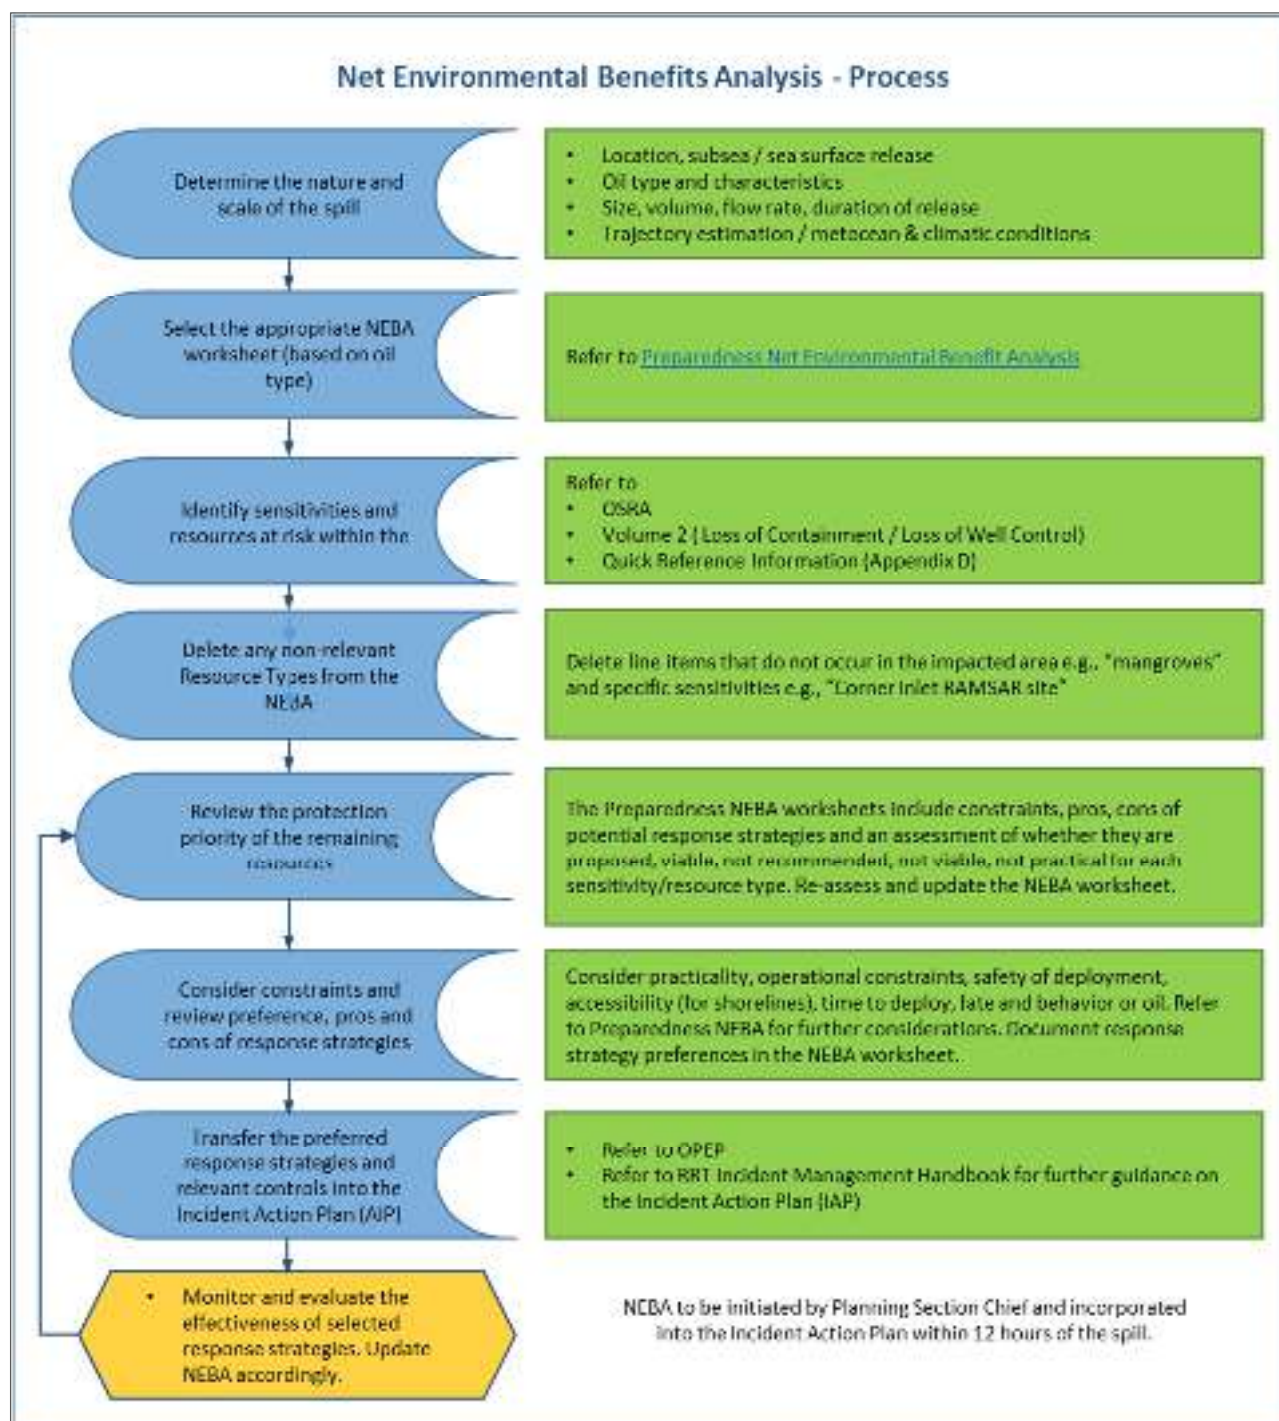 Net Environmental Benefits Analysis - Process
Determine the nature and
scale of the spill
• Location, subsea / sea surface release
• Oil type and characteristics
• Size, volume, flow rate, duration of release
• Trajectory estimation / metocean & climatic conditions
Select the appropriate NEBA
worksheet (based on oil
type)
Refer to Preparedness Net Environmental Benefit Analysis
Identify sensitivities and
resources at risk within the
Refer to
• OSRA
• Volume 2 ( Loss of Containment / Loss of Well Control)
• Quick Reference Information (Appendix D)
Delete any non-relevant
Resource Types from the
NEBA
Delete line items that do not occur in the impacted area e.g., "mangroves"
and specific sensitivities e.g., "Corner Inlet RAMSAR site"
Review the protection
priority of the remaining
resources
The Preparedness NEBA worksheets include constraints, pros, cons of
potential response strategies and an assessment of whether they are
proposed, viable, not recommended, not viable, not practical for each
sensitivity/resource type. Re-assess and update the NEBA worksheet.
Consider constraints and
review preference, pros and
cons of response strategies
Consider practicality, operational constraints, safety of deployment,
accessibility (for shorelines), time to deploy, fate and behavior or oil. Refer
to Preparedness NEBA for further considerations. Document response
strategy preferences in the NEBA worksheet.
Transfer the preferred
response strategies and
relevant controls into the
Incident Action Plan (AIP)
• Refer to OPEP
• Refer to RRT Incident Management Handbook for further guidance on
the Incident Action Plan (IAP)
• Monitor and evaluate the
effectiveness of selected
response strategies. Update
NEBA accordingly.
NEBA to be initiated by Planning Section Chief and incorporated
into the Incident Action Plan within 12 hours of the spill.